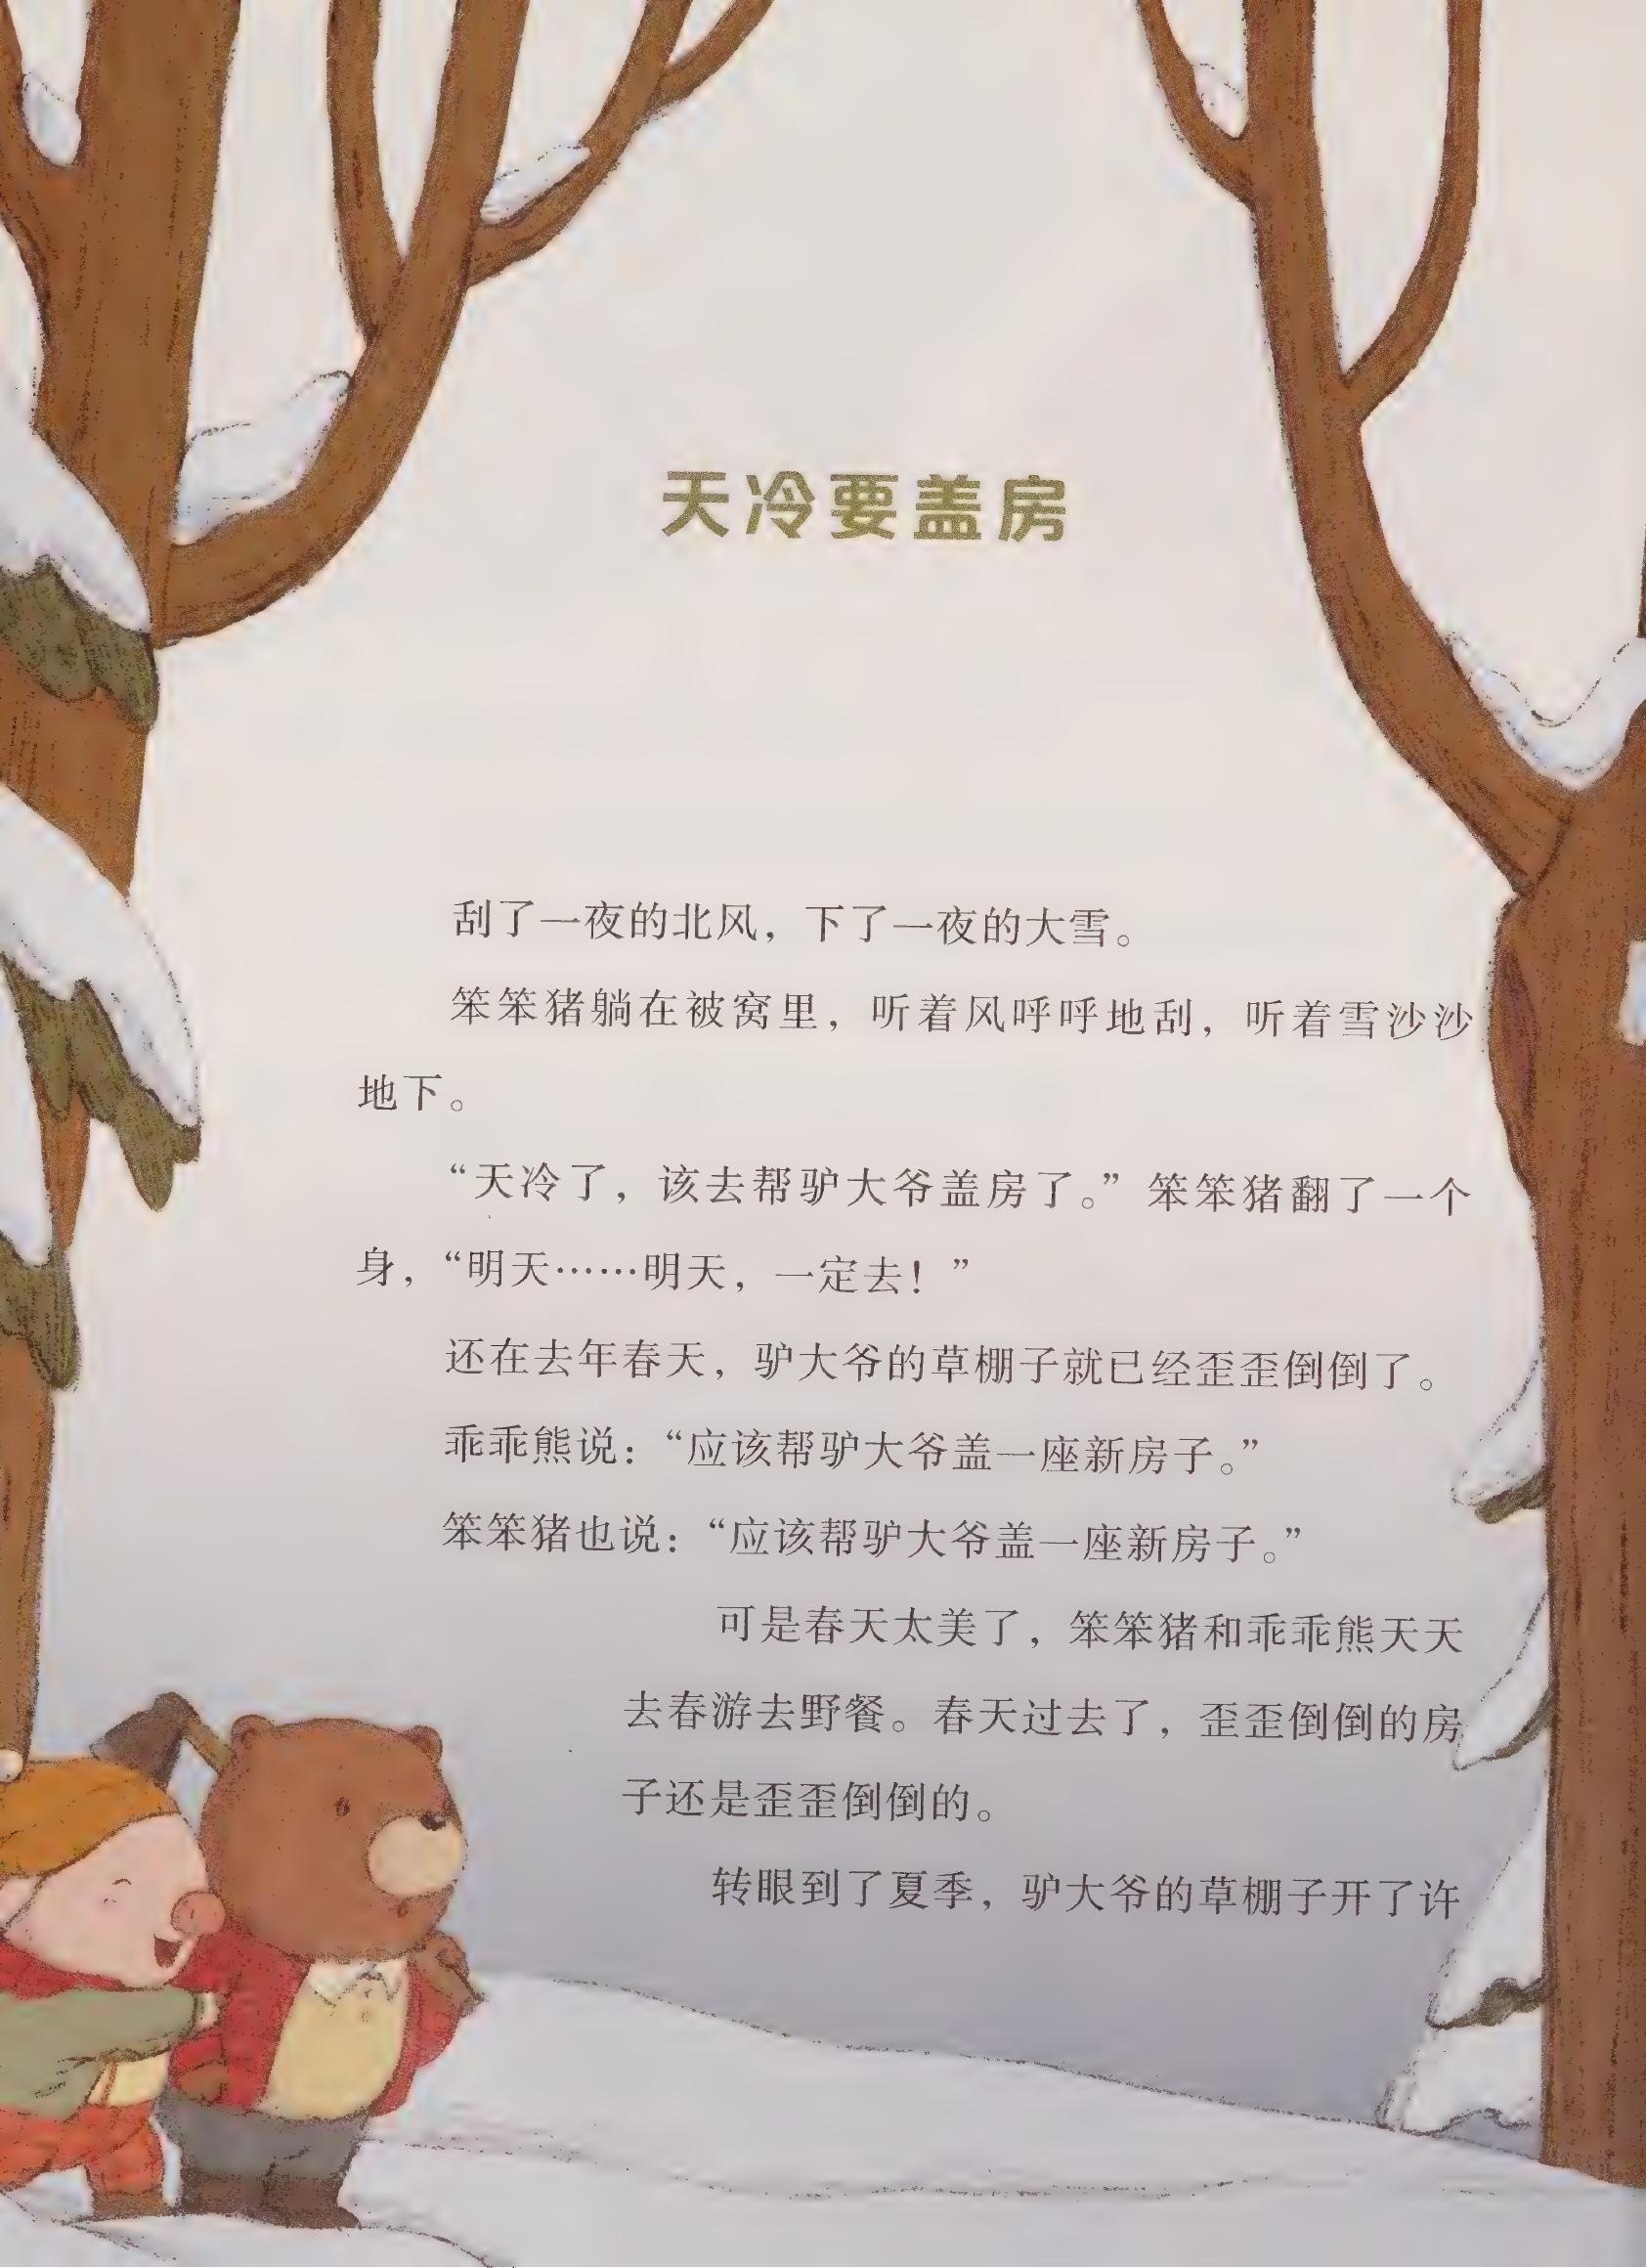 天冷要盖房
刮了一夜的北风，下了一夜的大雪。
笨笨猪躺在被窝里，听着风呼呼地刮，听着雪沙沙
地下。
“天冷了，该去帮驴大爷盖房了。”笨笨猪翻了一个
身，“明天……明天，一定去！”
还在去年春天，驴大爷的草棚子就已经歪歪倒倒了。
乖乖熊说：“应该帮驴大爷盖一座新房子。”
笨笨猪也说：“应该帮驴大爷盖一座新房子。”
可是春天太美了，笨笨猪和乖乖熊天天
去春游去野餐。春天过去了，歪歪倒倒的房
子还是歪歪倒倒的。
转眼到了夏季，驴大爷的草棚子开了许